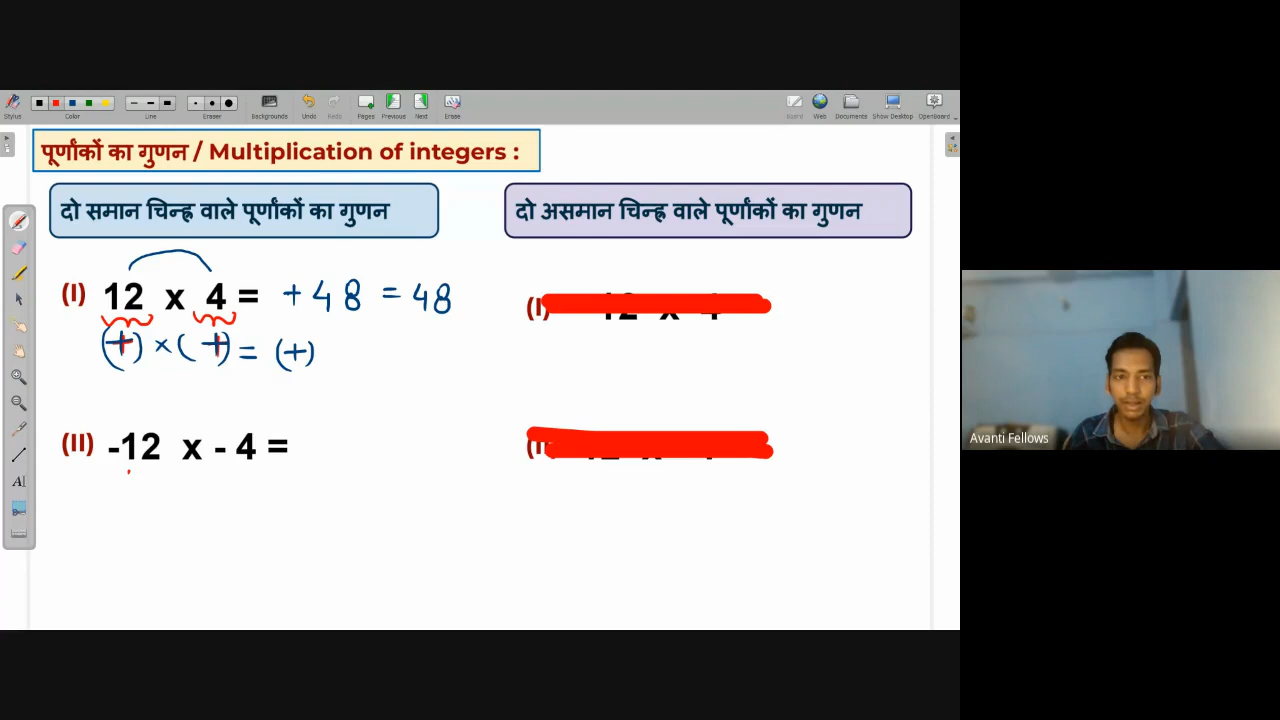 Stylus Color Line Eraser Backgrounds Undo Redo Pages Previous Next Erase Board Web Documents Show Desktop OpenBoard
पूर्णांकों का गुणन / Multiplication of integers :
दो समान चिन्ह्र वाले पूर्णांकों का गुणन
दो असमान चिन्ह्र वाले पूर्णांकों का गुणन
(I) 12 x 4 = +48 = 48
(+) × (+) = (+)
(II) -12 x - 4 =
Avanti Fellows